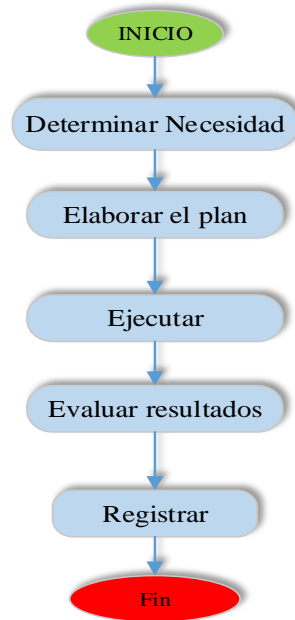 INICIO
Determinar Necesidad
Elaborar el plan
Ejecutar
Evaluar resultados
Registrar
Fin